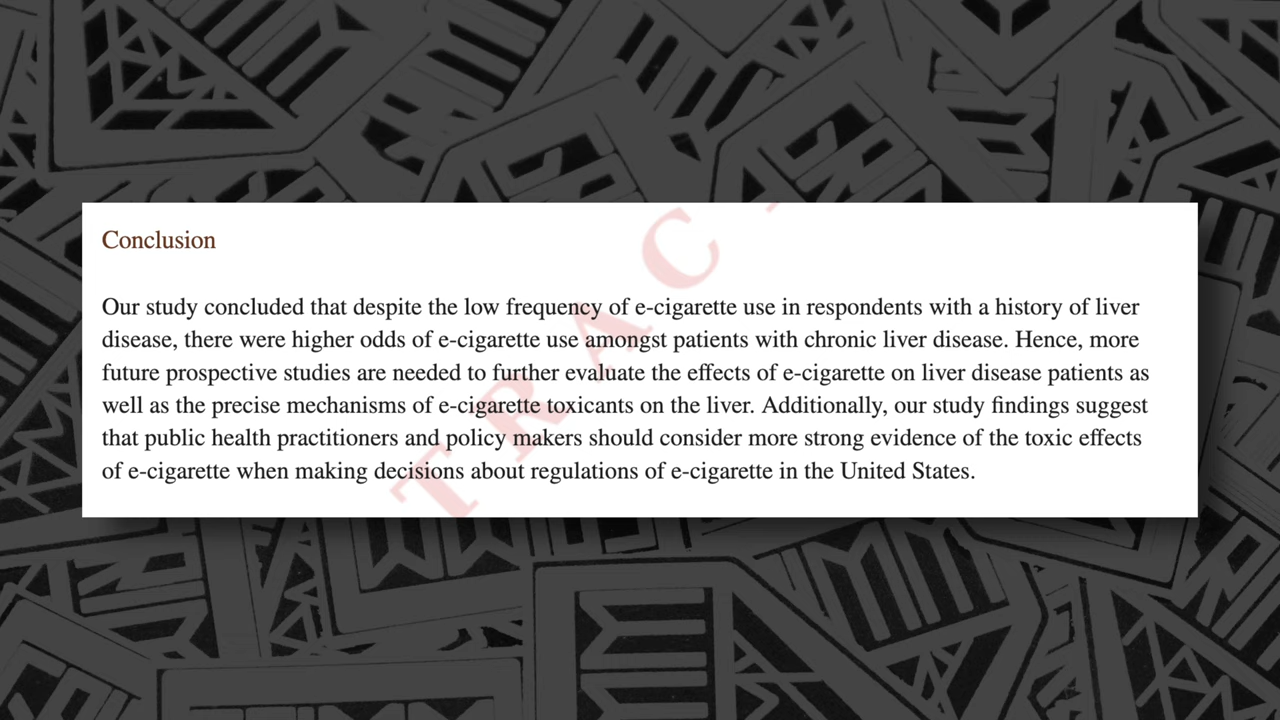 Conclusion
Our study concluded that despite the low frequency of e-cigarette use in respondents with a history of liver
disease, there were higher odds of e-cigarette use amongst patients with chronic liver disease. Hence, more
future prospective studies are needed to further evaluate the effects of e-cigarette on liver disease patients as
well as the precise mechanisms of e-cigarette toxicants on the liver. Additionally, our study findings suggest
that public health practitioners and policy makers should consider more strong evidence of the toxic effects
of e-cigarette when making decisions about regulations of e-cigarette in the United States.
TRAC